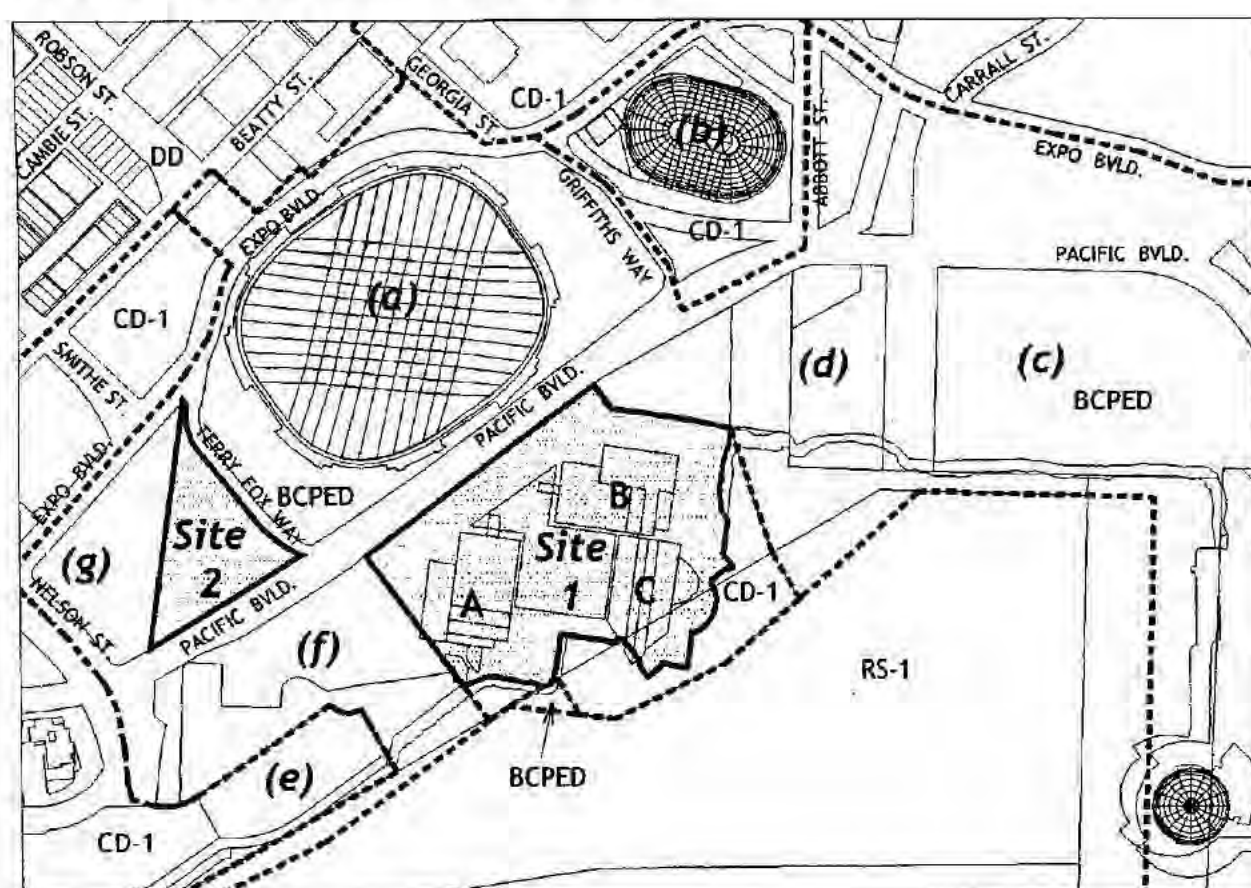 ROBSON ST.
CAMBIE ST.
BEATTY ST.
DD
GEORGIA ST.
CD-1
(b)
ABBOTT ST.
CARRALL ST.
EXPO BVLD.
EXPO BVLD.
GRIFFITHS WAY
CD-1
PACIFIC BVLD.
CD-1
(a)
SMITHE ST.
(d)
(c)
BCPED
PACIFIC BVLD.
EXPO BVLD.
TERRY FOX WAY
BCPED
B
Site
2
Site
1
(g)
A
C
CD-1
NELSON ST.
PACIFIC BVLD.
(f)
RS-1
(e)
BCPED
CD-1